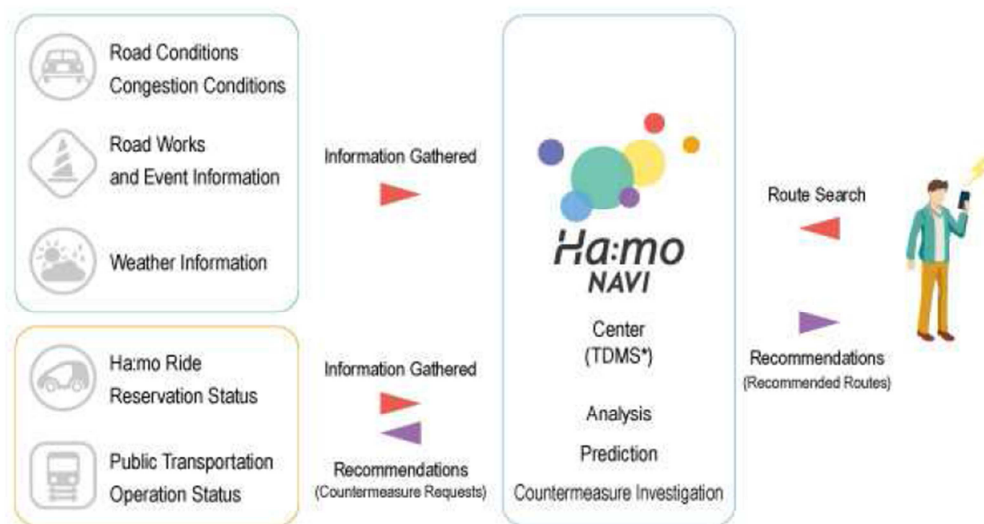 Road Conditions
Congestion Conditions
Road Works
and Event Information
Weather Information
Information Gathered
Ha:mo Ride
Reservation Status
Public Transportation
Operation Status
Information Gathered
Recommendations
(Countermeasure Requests)
Ha:mo
NAVI
Center
(TDMS*)
Analysis
Prediction
Countermeasure Investigation
Route Search
Recommendations
(Recommended Routes)